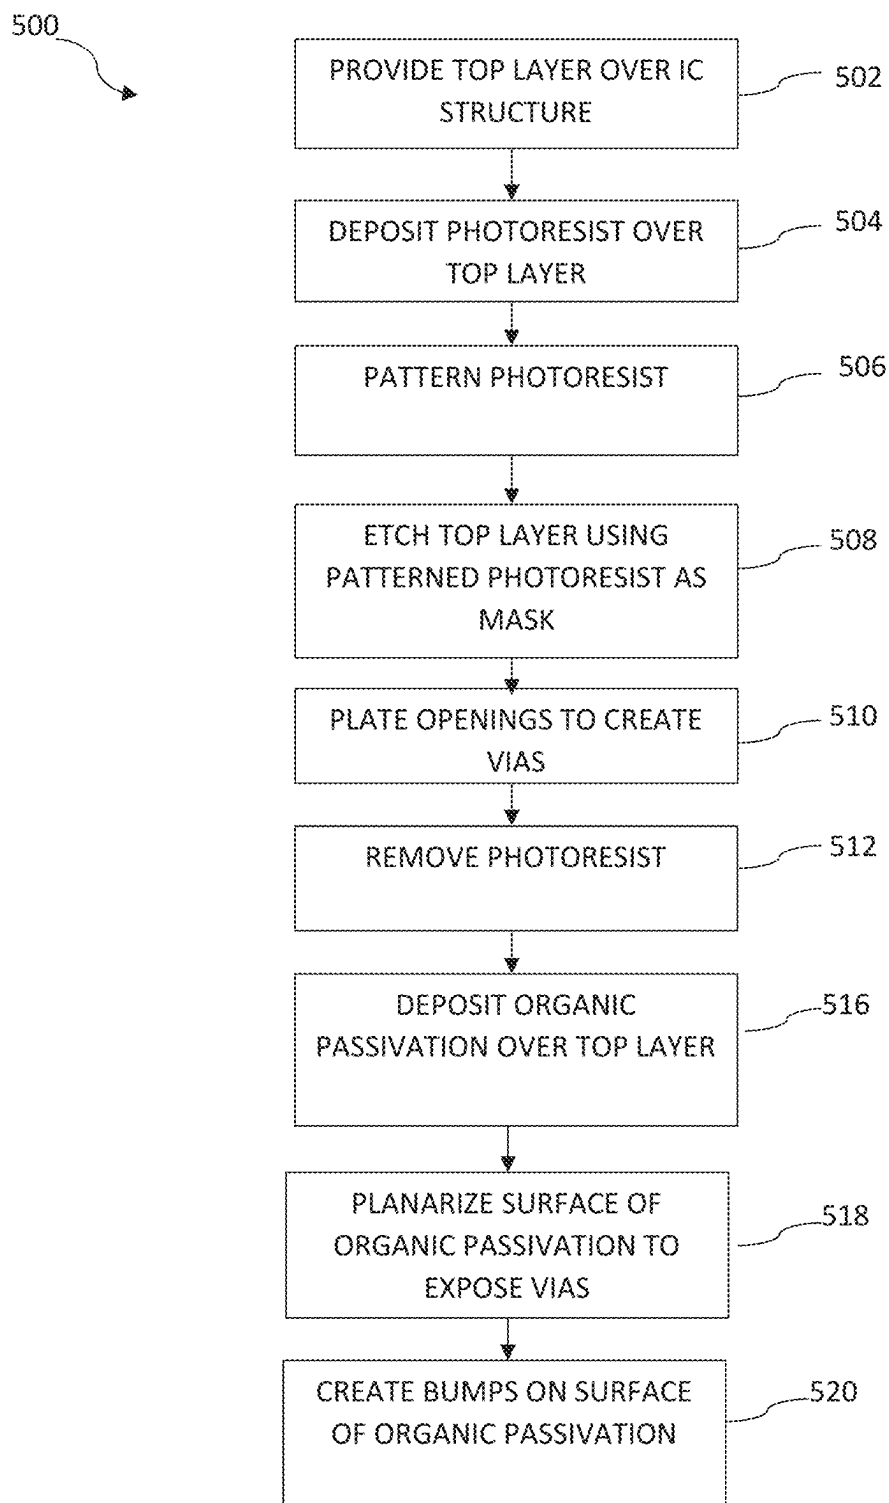 500
PROVIDE TOP LAYER OVER IC
STRUCTURE
502
DEPOSIT PHOTORESIST OVER
TOP LAYER
504
PATTERN PHOTORESIST
506
ETCH TOP LAYER USING
PATTERNED PHOTORESIST AS
MASK
508
PLATE OPENINGS TO CREATE
VIAS
510
REMOVE PHOTORESIST
512
DEPOSIT ORGANIC
PASSIVATION OVER TOP LAYER
516
PLANARIZE SURFACE OF
ORGANIC PASSIVATION TO
EXPOSE VIAS
518
CREATE BUMPS ON SURFACE
OF ORGANIC PASSIVATION
520